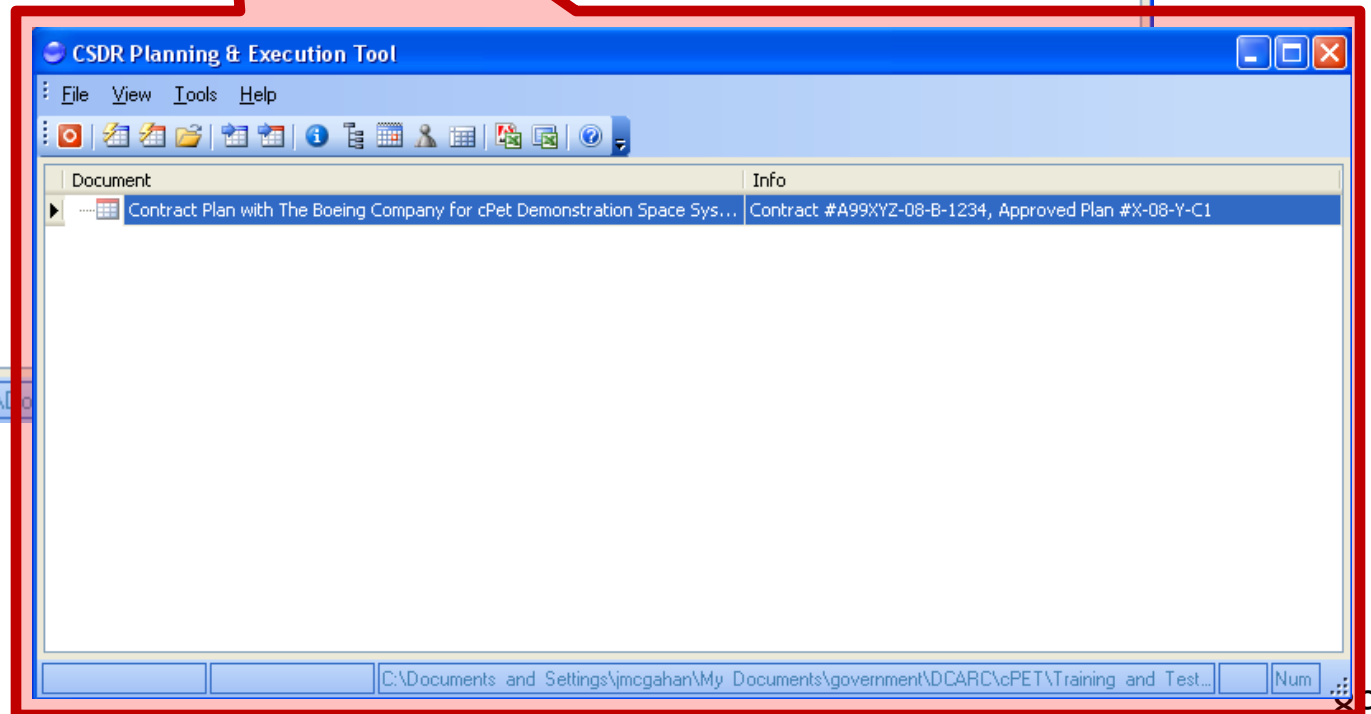 CSDR Planning & Execution Tool
File View Tools Help
Document Info
Contract Plan with The Boeing Company for cPet Demonstration Space Sys... Contract #A99XYZ-08-B-1234, Approved Plan #X-08-Y-C1
C:\Documents and Settings\jmcgahan\My Documents\government\DCARC\cPET\Training and Test... Num